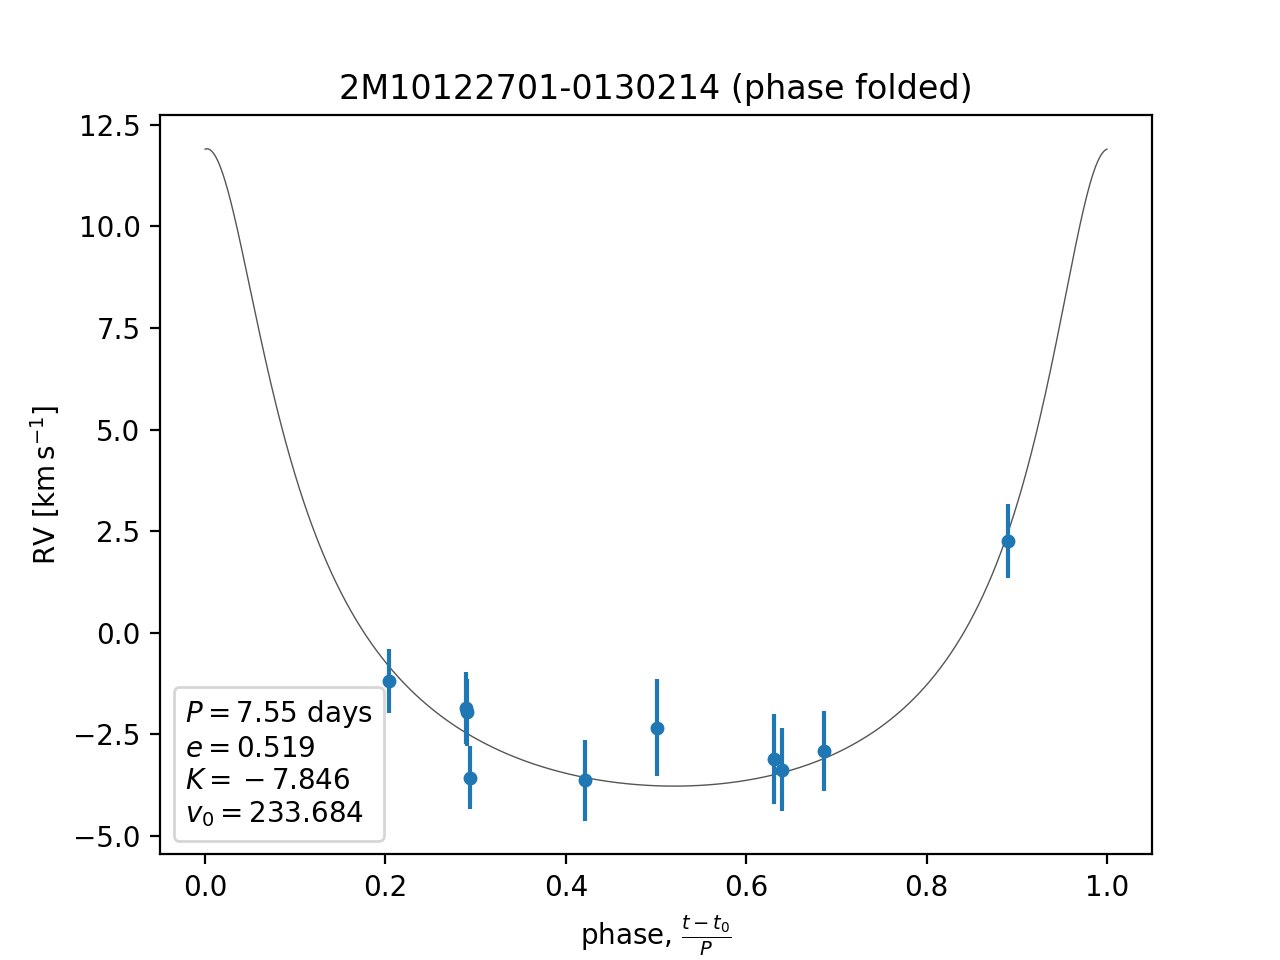 2M10122701-0130214 (phase folded)
12.5
10.0
7.5
5.0
2.5
0.0
−2.5
−5.0
RV [km s⁻¹]
P = 7.55 days
e = 0.519
K = −7.846
v₀ = 233.684
0.0 0.2 0.4 0.6 0.8 1.0
phase, (t − t₀)/P